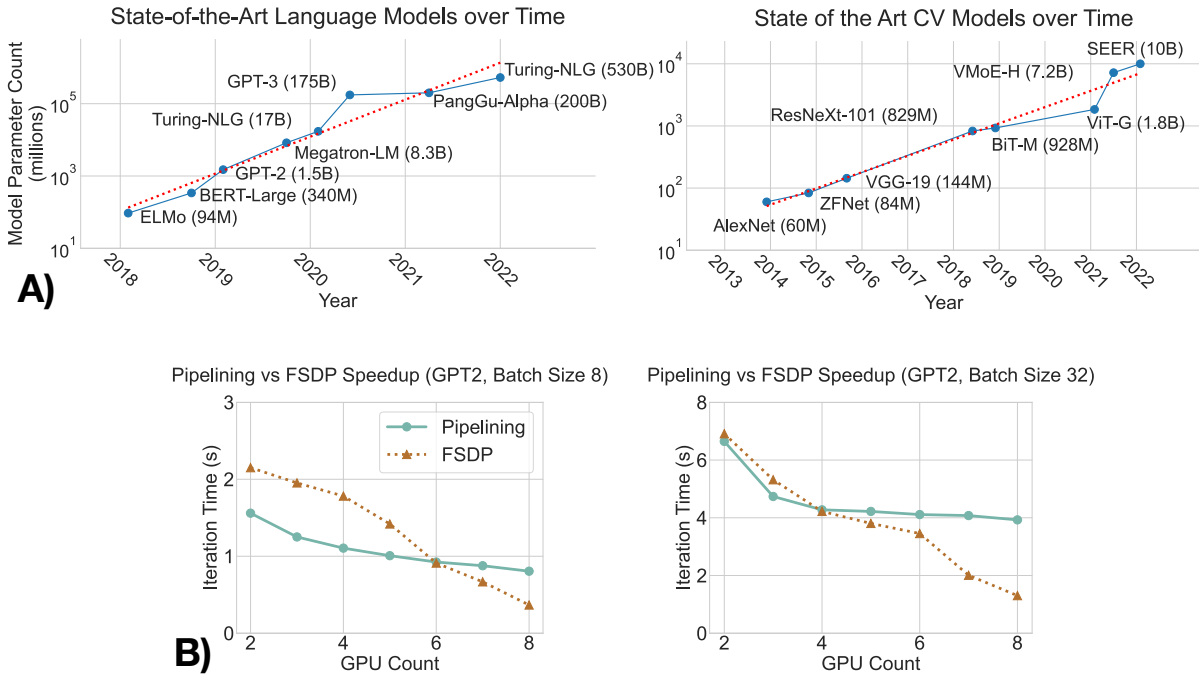 State-of-the-Art Language Models over Time
Model Parameter Count
(millions)
10^5
10^3
10^1
GPT-3 (175B)
Turing-NLG (530B)
PangGu-Alpha (200B)
Turing-NLG (17B)
Megatron-LM (8.3B)
GPT-2 (1.5B)
BERT-Large (340M)
ELMo (94M)
2018
2019
2020
2021
2022
Year
A)
State of the Art CV Models over Time
10^4
10^3
10^2
10^1
SEER (10B)
VMoE-H (7.2B)
ResNeXt-101 (829M)
ViT-G (1.8B)
BiT-M (928M)
VGG-19 (144M)
ZFNet (84M)
AlexNet (60M)
2013
2014
2015
2016
2017
2018
2019
2020
2021
2022
Year
Pipelining vs FSDP Speedup (GPT2, Batch Size 8)
Iteration Time (s)
3
2
1
0
Pipelining
FSDP
2 4 6 8
GPU Count
B)
Pipelining vs FSDP Speedup (GPT2, Batch Size 32)
Iteration Time (s)
8
6
4
2
0
2 4 6 8
GPU Count